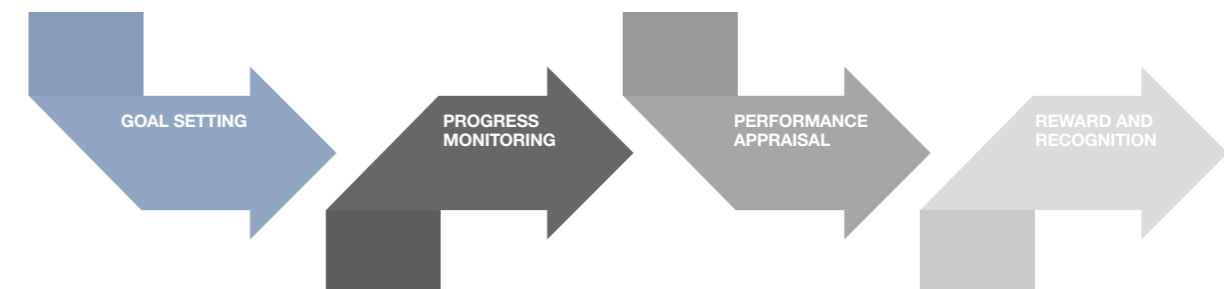 GOAL SETTING
PROGRESS
MONITORING
PERFORMANCE
APPRAISAL
REWARD AND
RECOGNITION